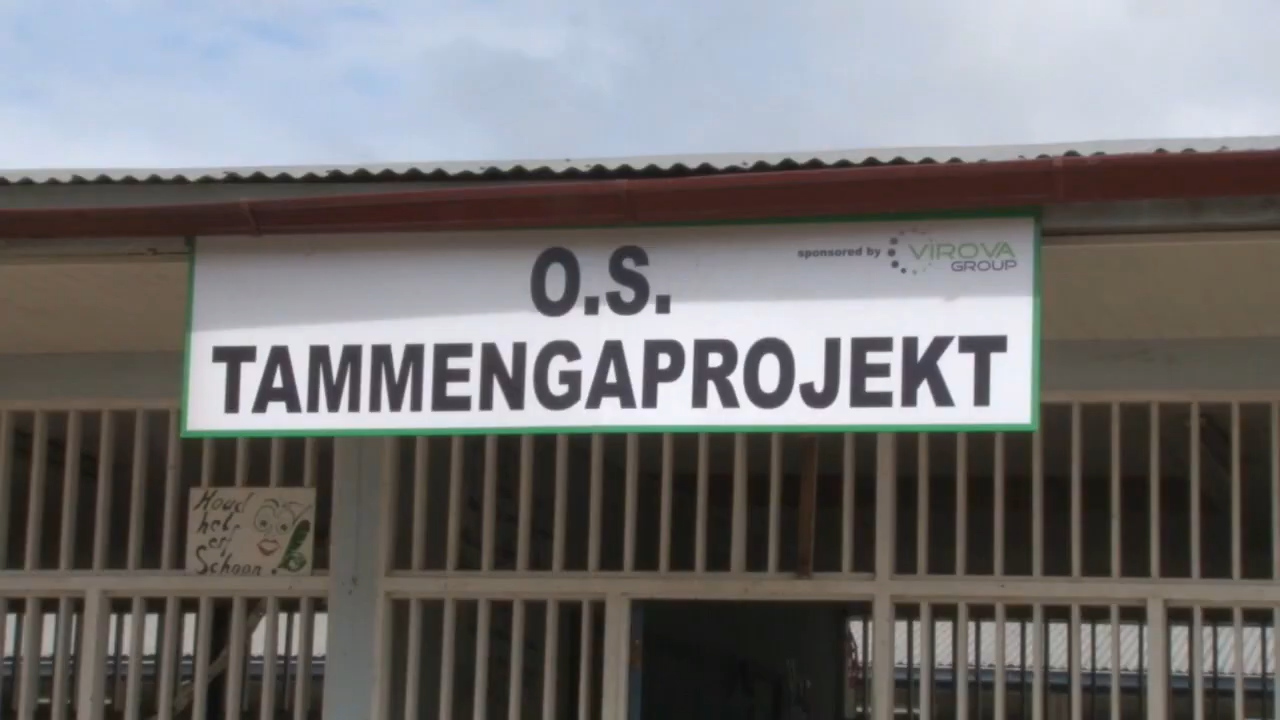 O.S.
sponsored by VIROVA GROUP
TAMMENGAPROJEKT
Houd
het
erf
Schoon.